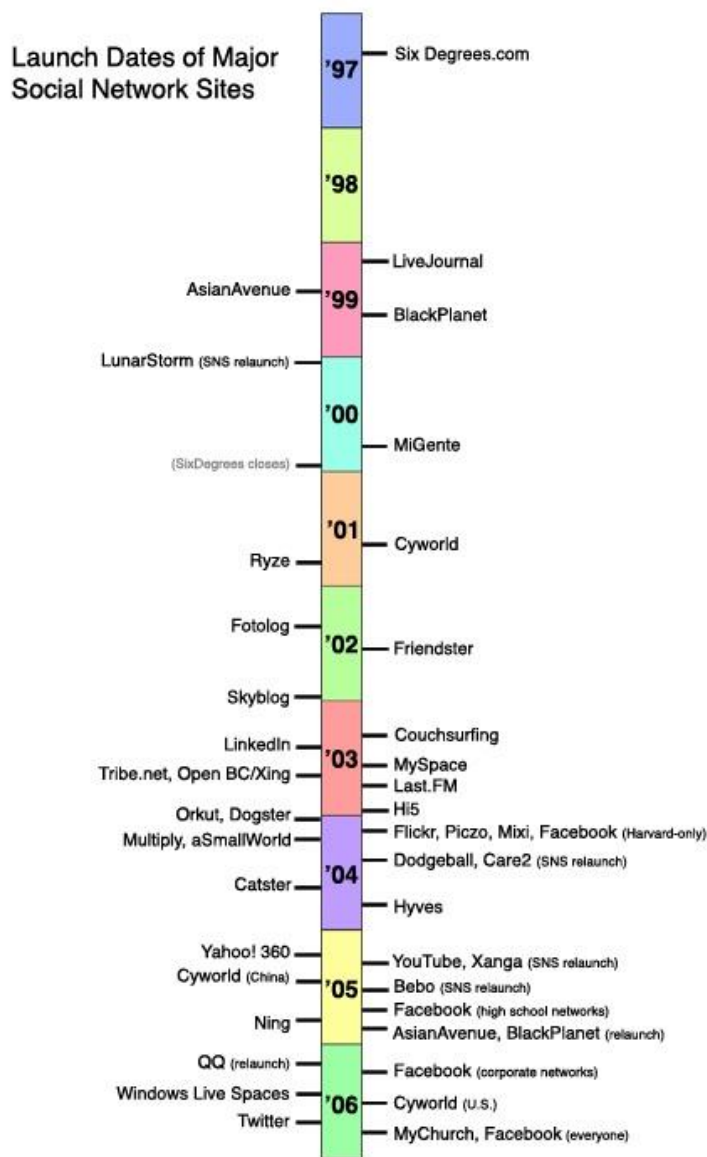 Launch Dates of Major
Social Network Sites
'97
Six Degrees.com
'98
'99
LiveJournal
AsianAvenue
BlackPlanet
LunarStorm (SNS relaunch)
'00
MiGente
(SixDegrees closes)
'01
Cyworld
Ryze
Fotolog
'02
Friendster
Skyblog
'03
Couchsurfing
LinkedIn
MySpace
Tribe.net, Open BC/Xing
Last.FM
Hi5
Orkut, Dogster
Flickr, Piczo, Mixi, Facebook (Harvard-only)
Multiply, aSmallWorld
'04
Dodgeball, Care2 (SNS relaunch)
Catster
Hyves
Yahoo! 360
YouTube, Xanga (SNS relaunch)
Cyworld (China)
'05
Bebo (SNS relaunch)
Facebook (high school networks)
Ning
AsianAvenue, BlackPlanet (relaunch)
QQ (relaunch)
Facebook (corporate networks)
Windows Live Spaces
'06
Cyworld (U.S.)
Twitter
MyChurch, Facebook (everyone)